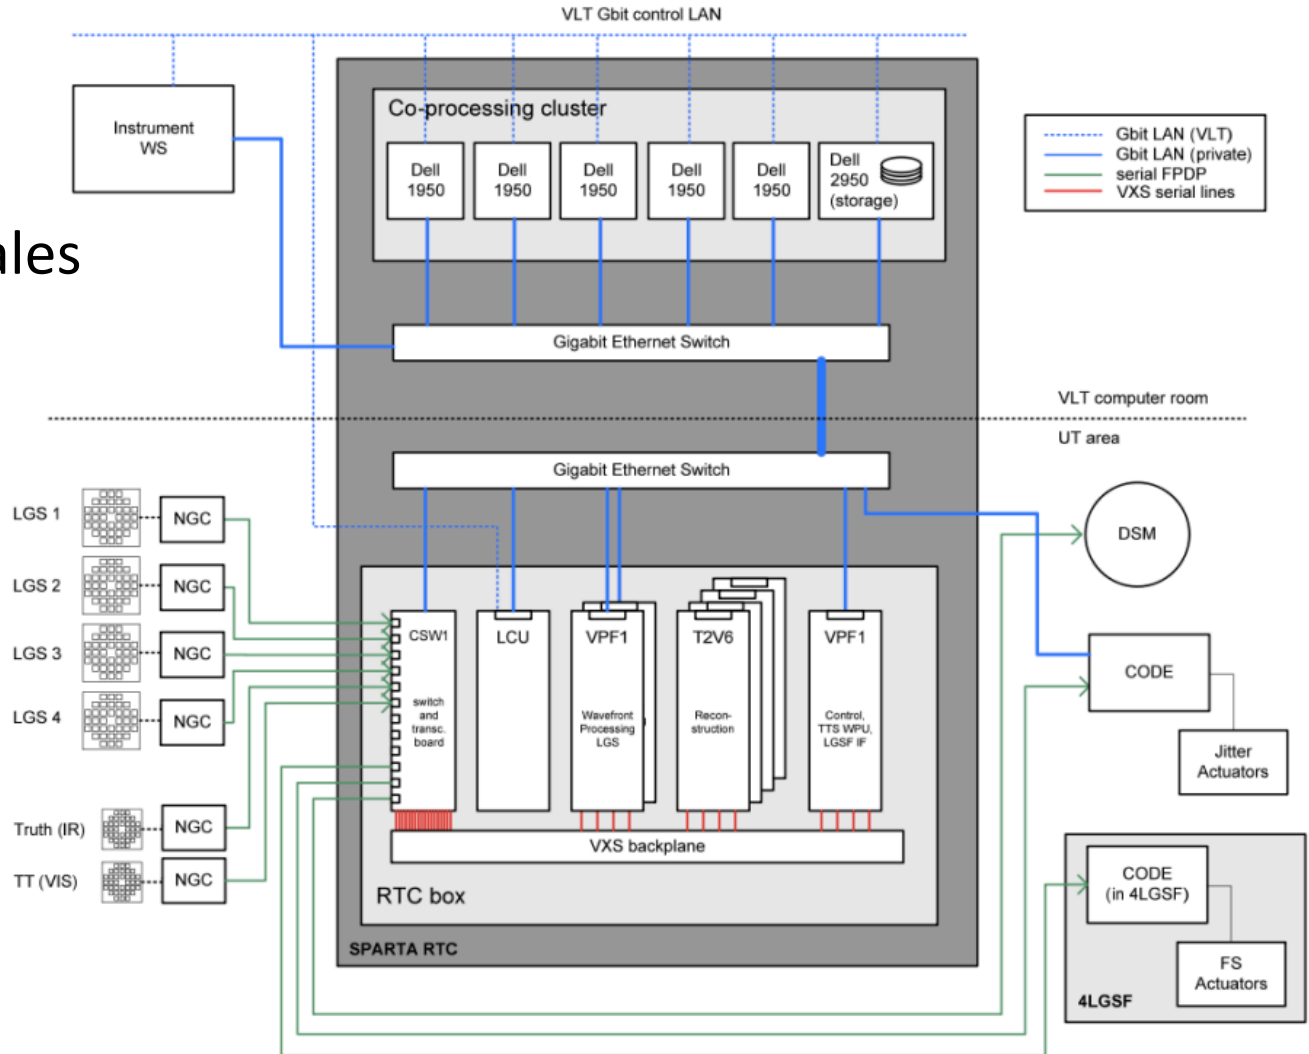 VLT Gbit control LAN
Instrument
WS
Co-processing cluster
Dell
1950
Dell
1950
Dell
1950
Dell
1950
Dell
1950
Dell
2950
(storage)
Gbit LAN (VLT)
Gbit LAN (private)
serial FPDP
VXS serial lines
ales
Gigabit Ethernet Switch
VLT computer room
UT area
Gigabit Ethernet Switch
LGS 1
NGC
LGS 2
NGC
LGS 3
NGC
LGS 4
NGC
Truth (IR)
NGC
TT (VIS)
NGC
CSW1
switch
and
transc.
board
LCU
VPF1
Wavefront
Processing
LGS
T2V6
Recon-
struction
VPF1
Control,
TTS WPU,
LGSF IF
VXS backplane
RTC box
SPARTA RTC
DSM
CODE
Jitter
Actuators
CODE
(in 4LGSF)
FS
Actuators
4LGSF